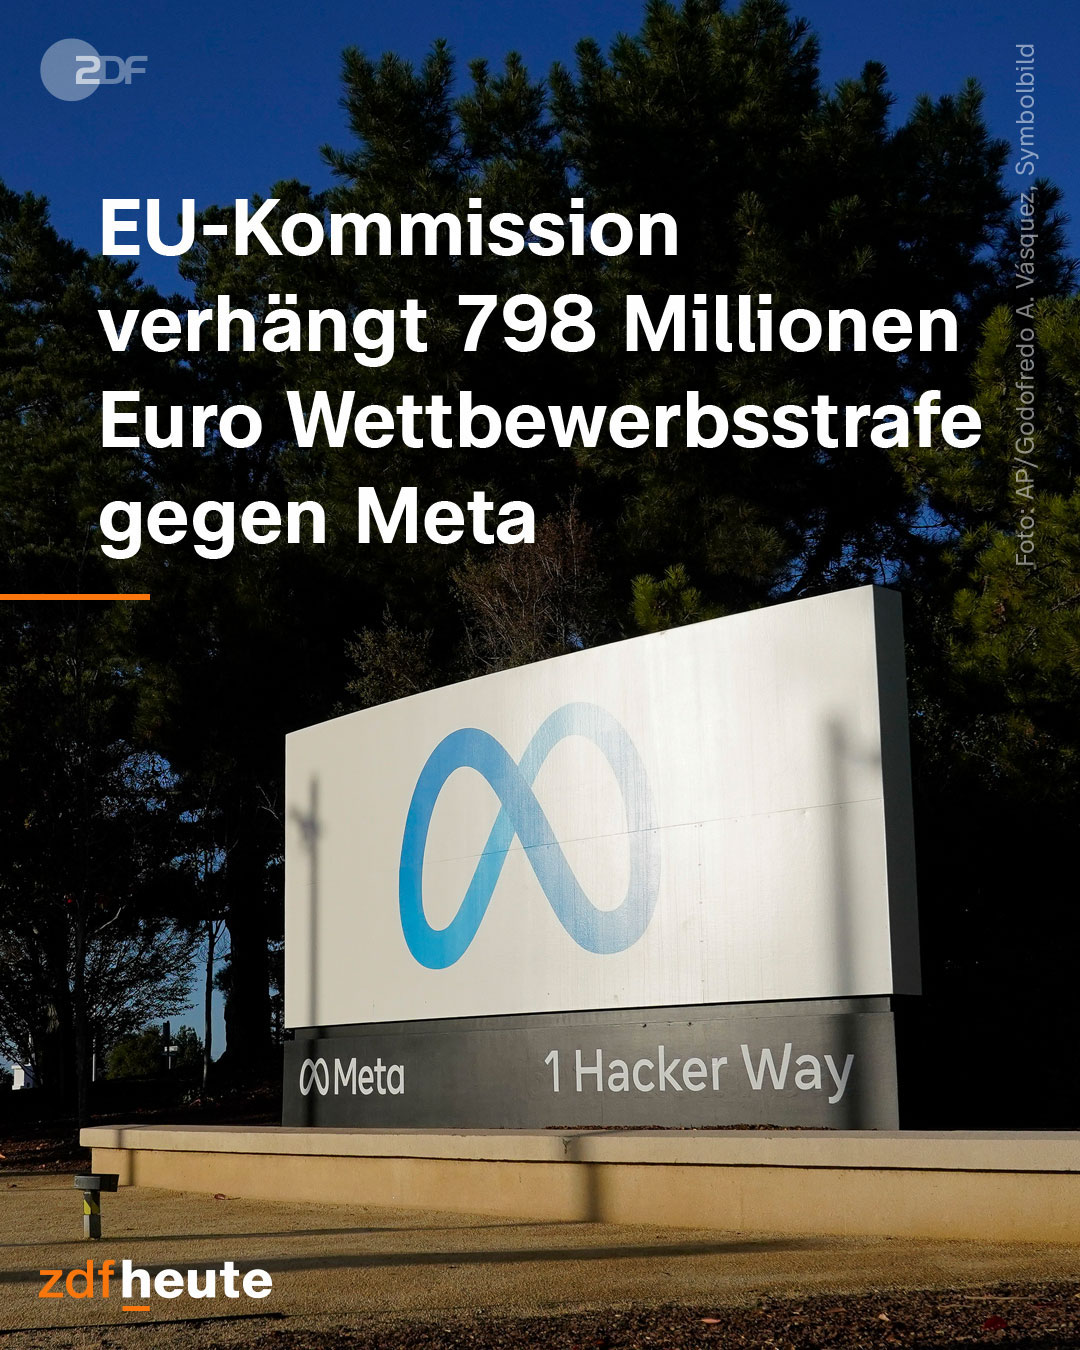 ZDF
EU-Kommission
verhängt 798 Millionen
Euro Wettbewerbsstrafe
gegen Meta
Foto: AP/Godofredo A. Vásquez, Symbolbild
Meta
1 Hacker Way
zdfheute